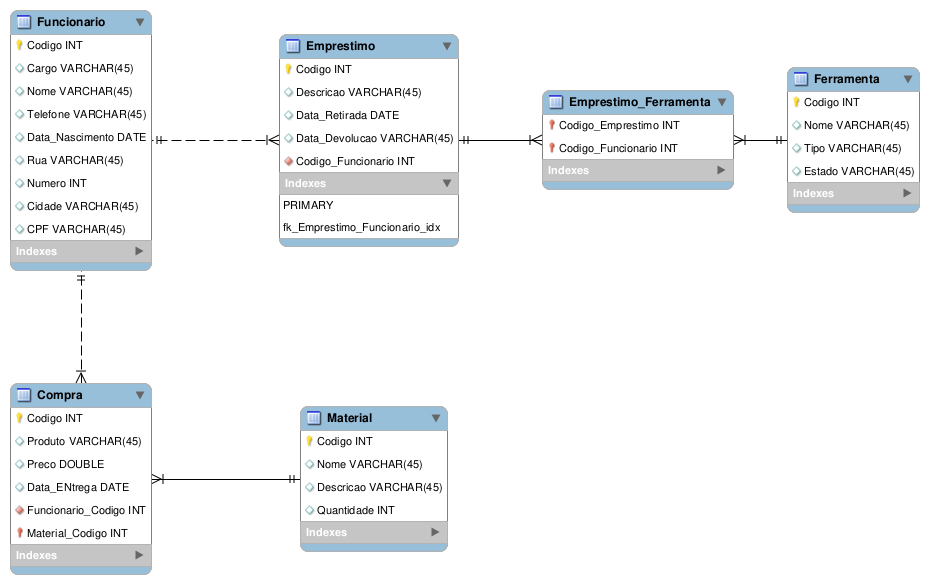 Funcionario
Codigo INT
Cargo VARCHAR(45)
Nome VARCHAR(45)
Telefone VARCHAR(45)
Data_Nascimento DATE
Rua VARCHAR(45)
Numero INT
Cidade VARCHAR(45)
CPF VARCHAR(45)
Indexes
Emprestimo
Codigo INT
Descricao VARCHAR(45)
Data_Retirada DATE
Data_Devolucao VARCHAR(45)
Codigo_Funcionario INT
Indexes
PRIMARY
fk_Emprestimo_Funcionario_idx
Emprestimo_Ferramenta
Codigo_Emprestimo INT
Codigo_Funcionario INT
Indexes
Ferramenta
Codigo INT
Nome VARCHAR(45)
Tipo VARCHAR(45)
Estado VARCHAR(45)
Indexes
Compra
Codigo INT
Produto VARCHAR(45)
Preco DOUBLE
Data_ENtrega DATE
Funcionario_Codigo INT
Material_Codigo INT
Indexes
Material
Codigo INT
Nome VARCHAR(45)
Descricao VARCHAR(45)
Quantidade INT
Indexes